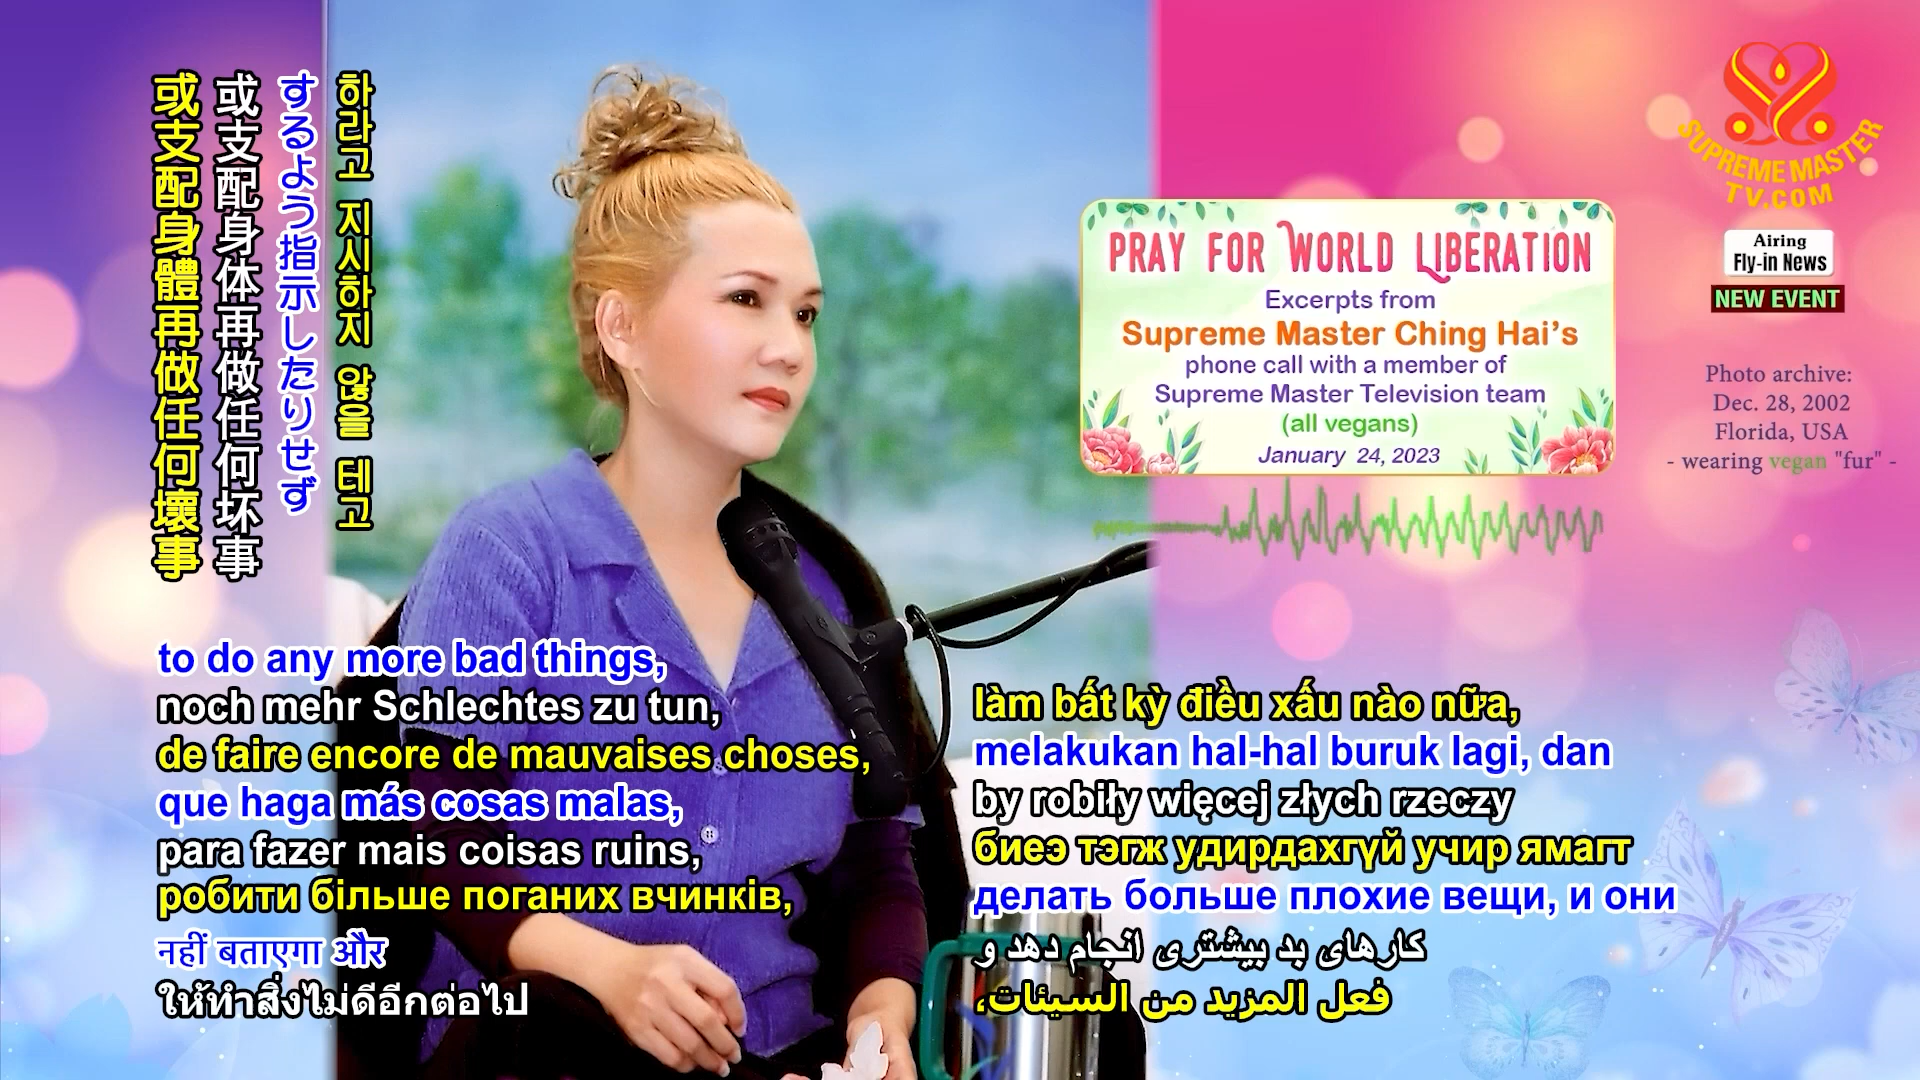 하라고 지시하지 않을 테고
するよう指示したりせず
或支配身体再做任何坏事
或支配身體再做任何壞事
SUPREME MASTER
TV.COM
Airing
Fly-in News
NEW EVENT
PRAY FOR WORLD LIBERATION
Excerpts from
Supreme Master Ching Hai's
phone call with a member of
Supreme Master Television team
(all vegans)
January 24, 2023
Photo archive:
Dec. 28, 2002
Florida, USA
- wearing vegan "fur" -
to do any more bad things,
noch mehr Schlechtes zu tun,
de faire encore de mauvaises choses,
que haga más cosas malas,
para fazer mais coisas ruins,
робити більше поганих вчинків,
नहीं बताएगा और
ให้ทำสิ่งไม่ดีอีกต่อไป
làm bất kỳ điều xấu nào nữa,
melakukan hal-hal buruk lagi, dan
by robiły więcej złych rzeczy
биеэ тэгж удирдахгүй учир ямагт
делать больше плохие вещи, и они
کارهای بد بیشتری انجام دهد و
فعل المزيد من السيئات،